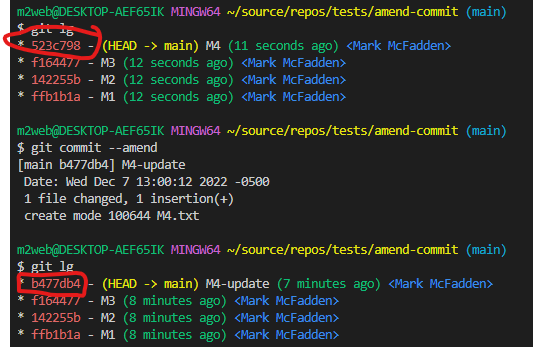 m2web@DESKTOP-AEF65IK MINGW64 ~/source/repos/tests/amend-commit (main)
$ git lg
* 523c798 - (HEAD -> main) M4 (11 seconds ago) <Mark McFadden>
* f164477 - M3 (12 seconds ago) <Mark McFadden>
* 142255b - M2 (12 seconds ago) <Mark McFadden>
* ffb1b1a - M1 (12 seconds ago) <Mark McFadden>
m2web@DESKTOP-AEF65IK MINGW64 ~/source/repos/tests/amend-commit (main)
$ git commit --amend
[main b477db4] M4-update
Date: Wed Dec 7 13:00:12 2022 -0500
1 file changed, 1 insertion(+)
create mode 100644 M4.txt
m2web@DESKTOP-AEF65IK MINGW64 ~/source/repos/tests/amend-commit (main)
$ git lg
* b477db4 - (HEAD -> main) M4-update (7 minutes ago) <Mark McFadden>
* f164477 - M3 (8 minutes ago) <Mark McFadden>
* 142255b - M2 (8 minutes ago) <Mark McFadden>
* ffb1b1a - M1 (8 minutes ago) <Mark McFadden>